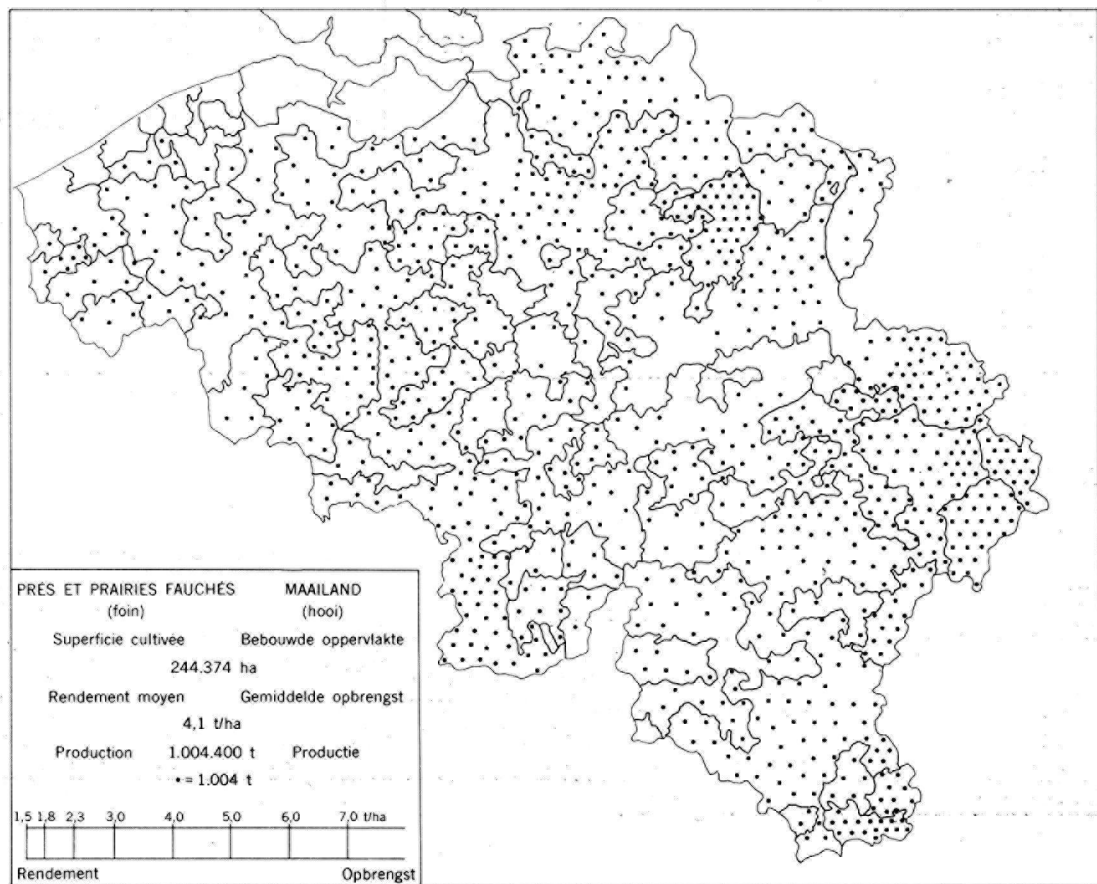 PRÉS ET PRAIRIES FAUCHÉS MAAILAND
(foin) (hooi)
Superficie cultivée Bebouwde oppervlakte
244.374 ha
Rendement moyen Gemiddelde opbrengst
4,1 t/ha
Production 1.004.400 t Productie
• = 1.004 t
1,5 1,8 2,3 3,0 4,0 5,0 6,0 7,0 t/ha
Rendement Opbrengst